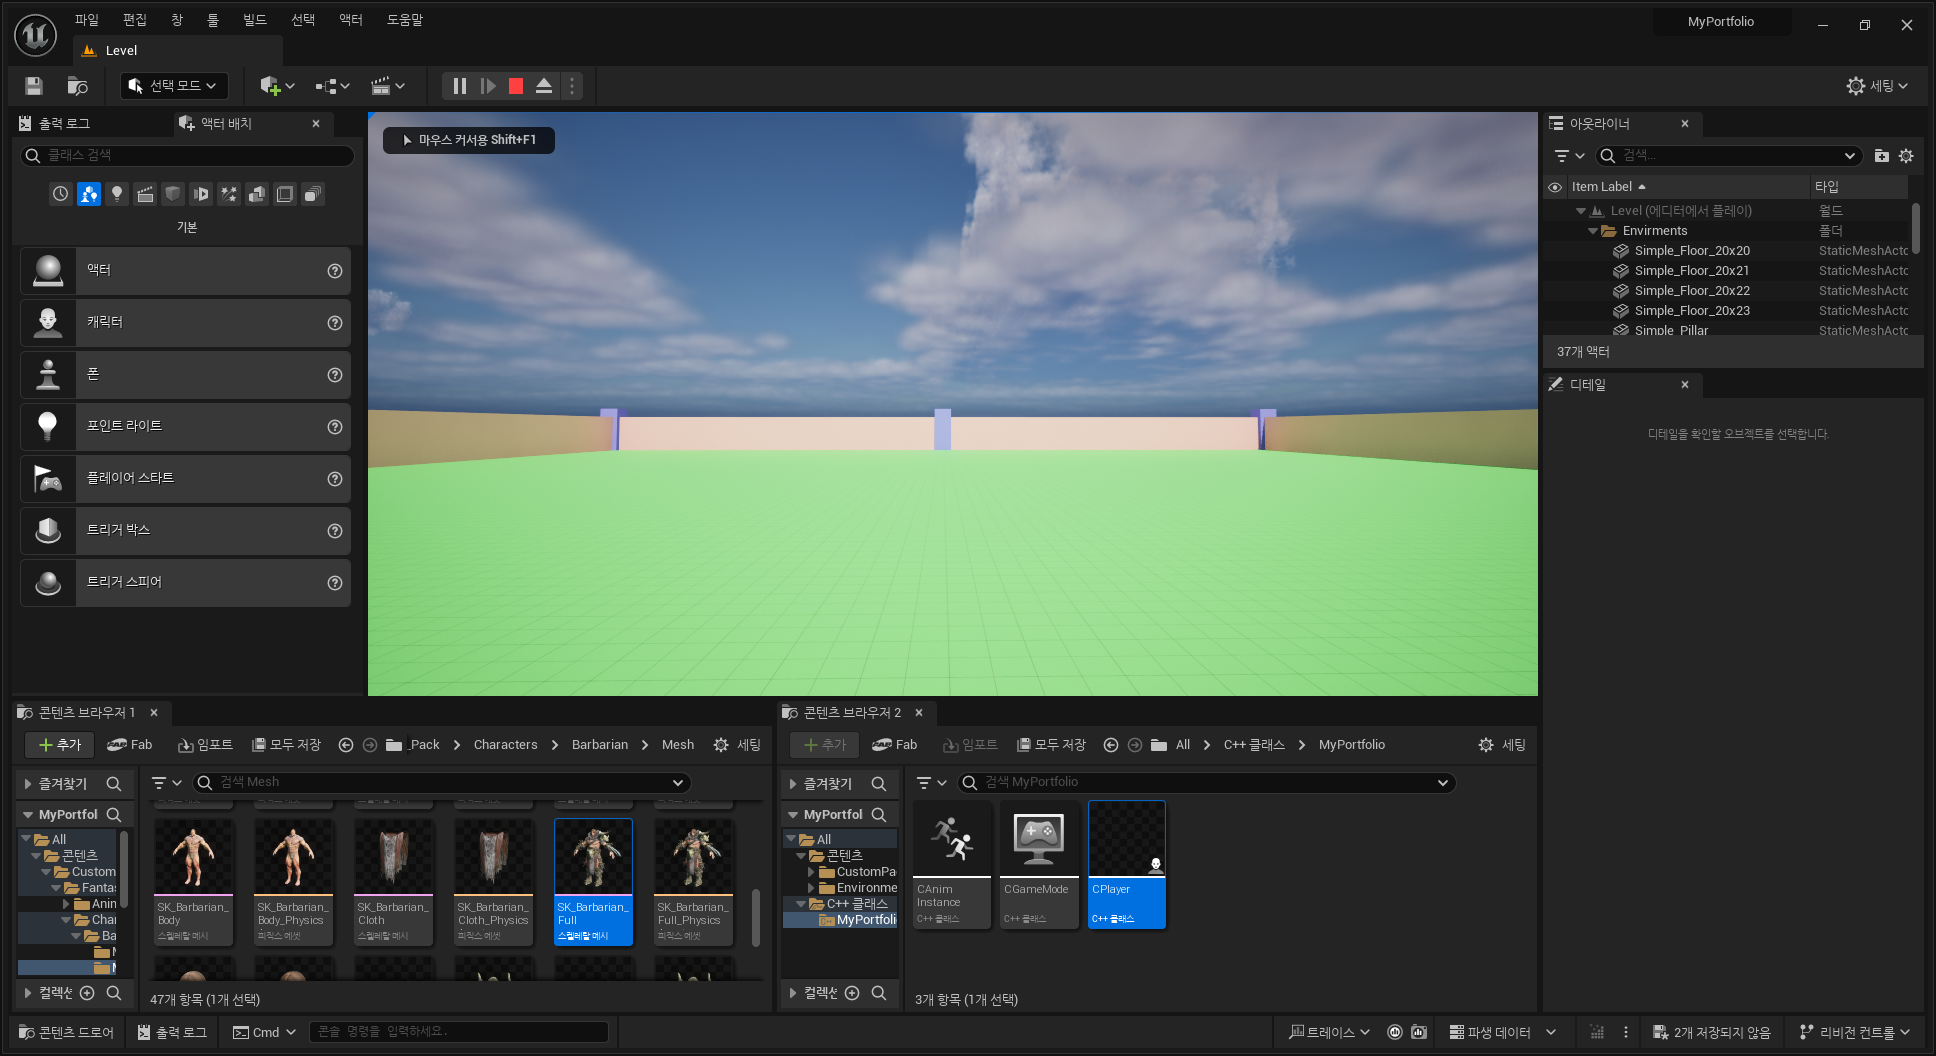 파일 편집 창 툴 빌드 선택 액터 도움말
MyPortfolio
Level
선택 모드
세팅
출력 로그
액터 배치
클래스 검색
기본
액터
캐릭터
폰
포인트 라이트
플레이어 스타트
트리거 박스
트리거 스피어
마우스 커서용 Shift+F1
아웃라이너
검색...
Item Label 타입
Level (에디터에서 플레이) 월드
Envirments 폴더
Simple_Floor_20x20 StaticMeshActo
Simple_Floor_20x21 StaticMeshActo
Simple_Floor_20x22 StaticMeshActo
Simple_Floor_20x23 StaticMeshActo
Simple_Pillar StaticMeshActo
37개 액터
디테일
디테일을 확인할 오브젝트를 선택합니다.
콘텐츠 브라우저 1
추가 Fab 임포트 모두 저장 _Pack Characters Barbarian Mesh 세팅
즐겨찾기
검색 Mesh
MyPortfol
All
콘텐츠
Custom
Fantas
Anin
Char
Ba
컬렉션
SK_Barbarian_
Body
스켈레탈 메시
SK_Barbarian_
Body_Physics
피직스 에셋
SK_Barbarian_
Cloth
스켈레탈 메시
SK_Barbarian_
Cloth_Physics
피직스 에셋
SK_Barbarian_
Full
스켈레탈 메시
SK_Barbarian_
Full_Physics
피직스 에셋
47개 항목 (1개 선택)
콘텐츠 브라우저 2
추가 Fab 임포트 모두 저장 All C++ 클래스 MyPortfolio 세팅
즐겨찾기
검색 MyPortfolio
MyPortfol
All
콘텐츠
CustomPa
Environme
C++ 클래스
MyPortfoli
컬렉션
CAnim
Instance
C++ 클래스
CGameMode
C++ 클래스
CPlayer
C++ 클래스
3개 항목 (1개 선택)
콘텐츠 드로어 출력 로그 Cmd 콘솔 명령을 입력하세요. 트레이스 파생 데이터 2개 저장되지 않음 리비전 컨트롤